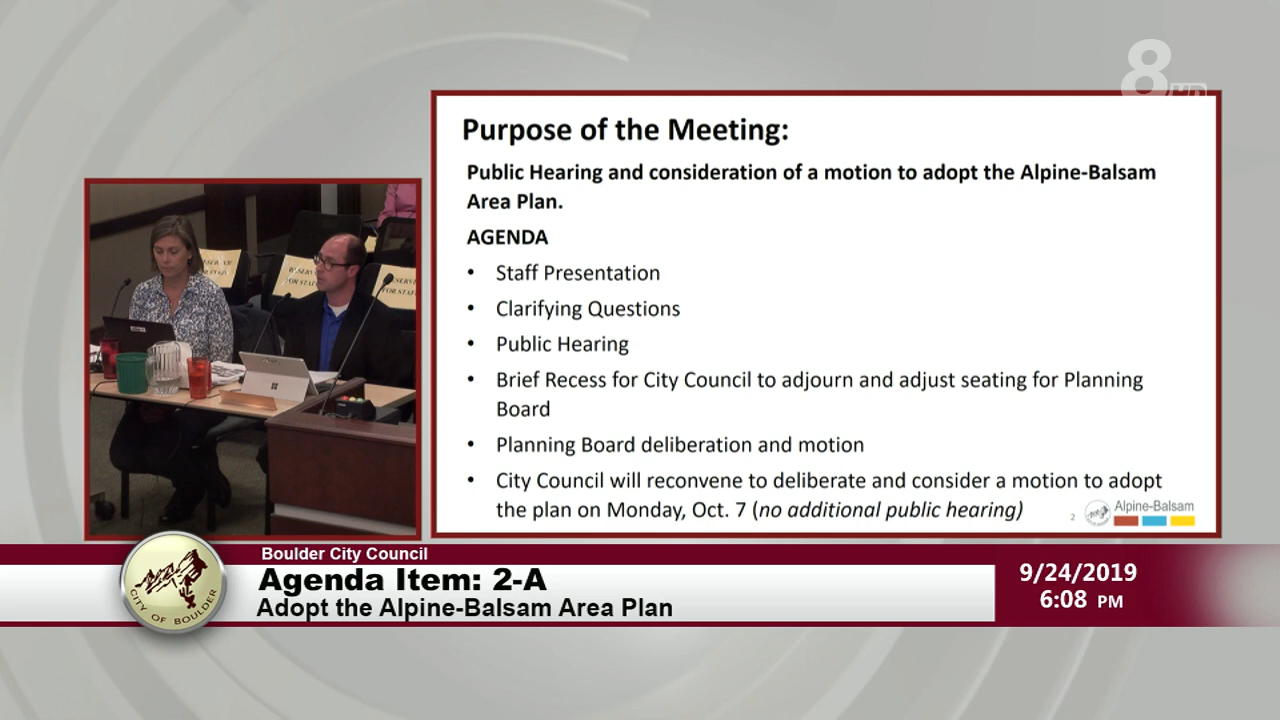 8
HD
Purpose of the Meeting:
Public Hearing and consideration of a motion to adopt the Alpine-Balsam
Area Plan.
AGENDA
• Staff Presentation
• Clarifying Questions
• Public Hearing
• Brief Recess for City Council to adjourn and adjust seating for Planning
Board
• Planning Board deliberation and motion
• City Council will reconvene to deliberate and consider a motion to adopt
the plan on Monday, Oct. 7 (no additional public hearing)
2
Alpine-Balsam
RESERVED
FOR STAFF
Boulder City Council
Agenda Item: 2-A
Adopt the Alpine-Balsam Area Plan
CITY OF BOULDER
9/24/2019
6:08 PM